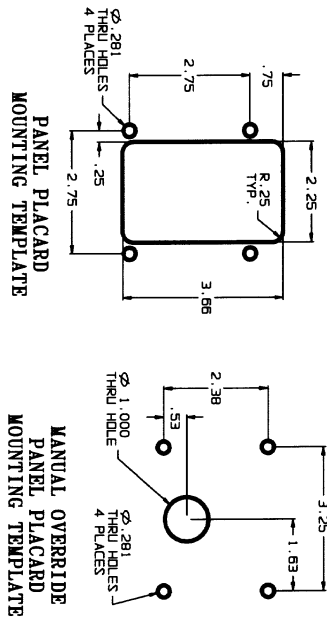 2.75
.75
Ø .281
THRU HOLES
4 PLACES
.25
2.75
R.25
TYP.
2.25
3.66
PANEL PLACARD
MOUNTING TEMPLATE
2.38
.53
Ø 1.000
THRU HOLE
Ø .281
THRU HOLES
4 PLACES
3.25
1.63
MANUAL OVERRIDE
PANEL PLACARD
MOUNTING TEMPLATE